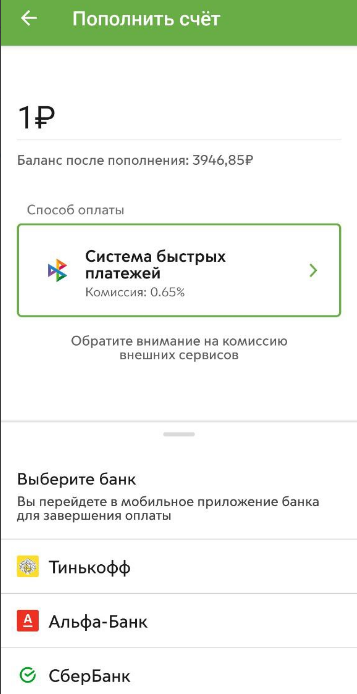 Пополнить счёт
1₽
Баланс после пополнения: 3946,85₽
Способ оплаты
Система быстрых
платежей
Комиссия: 0.65%
Обратите внимание на комиссию
внешних сервисов
Выберите банк
Вы перейдете в мобильное приложение банка
для завершения оплаты
Тинькофф
Альфа-Банк
СберБанк